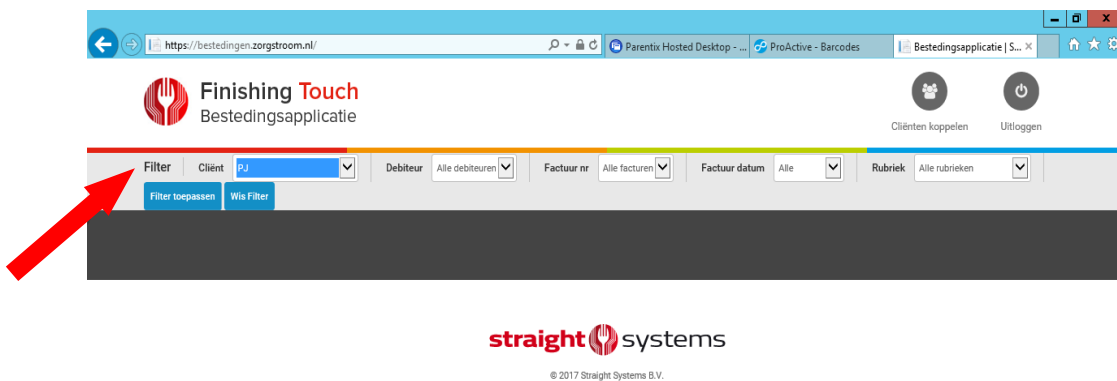 https://bestedingen.zorgstroom.nl/
Parentix Hosted Desktop - ...
ProActive - Barcodes
Bestedingsapplicatie | S...
Finishing Touch
Bestedingsapplicatie
Cliënten koppelen
Uitloggen
Filter
Cliënt PJ
Debiteur Alle debiteuren
Factuur nr Alle facturen
Factuur datum Alle
Rubriek Alle rubrieken
Filter toepassen
Wis Filter
straight systems
© 2017 Straight Systems B.V.